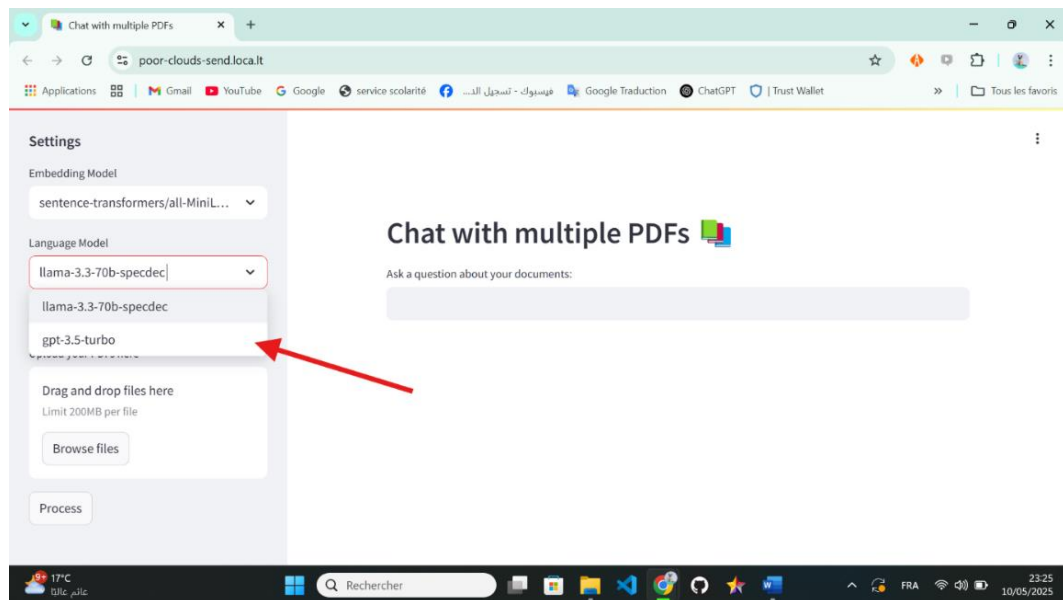 Chat with multiple PDFs
poor-clouds-send.loca.lt
Applications Gmail YouTube Google service scolarité فيسبوك - تسجيل الد... Google Traduction ChatGPT | Trust Wallet » Tous les favoris
Settings
Embedding Model
sentence-transformers/all-MiniL...
Language Model
llama-3.3-70b-specdec
llama-3.3-70b-specdec
gpt-3.5-turbo
Drag and drop files here
Limit 200MB per file
Browse files
Process
Chat with multiple PDFs
Ask a question about your documents:
17°C
غائم غالبًا
Rechercher
FRA
23:25
10/05/2025